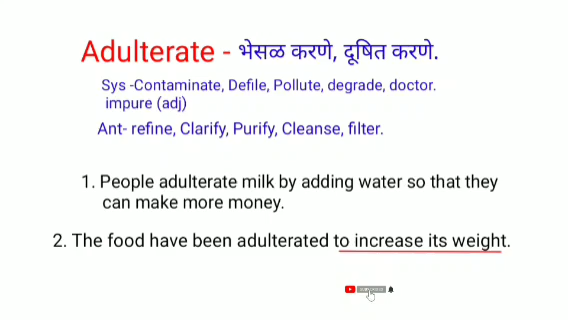 Adulterate - भेसळ करणे, दूषित करणे.
Sys -Contaminate, Defile, Pollute, degrade, doctor.
impure (adj)
Ant- refine, Clarify, Purify, Cleanse, filter.
1. People adulterate milk by adding water so that they
can make more money.
2. The food have been adulterated to increase its weight.